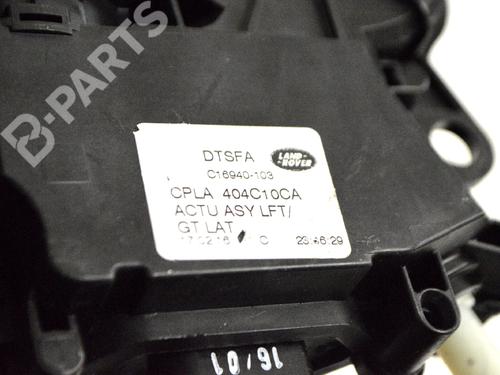 B-PARTS
DTSFA
LAND-ROVER
C16940-103
CPLA 404C10CA
ACTU ASY LFT/
GT LAT
17.02.16 C 23:46:29
16/01